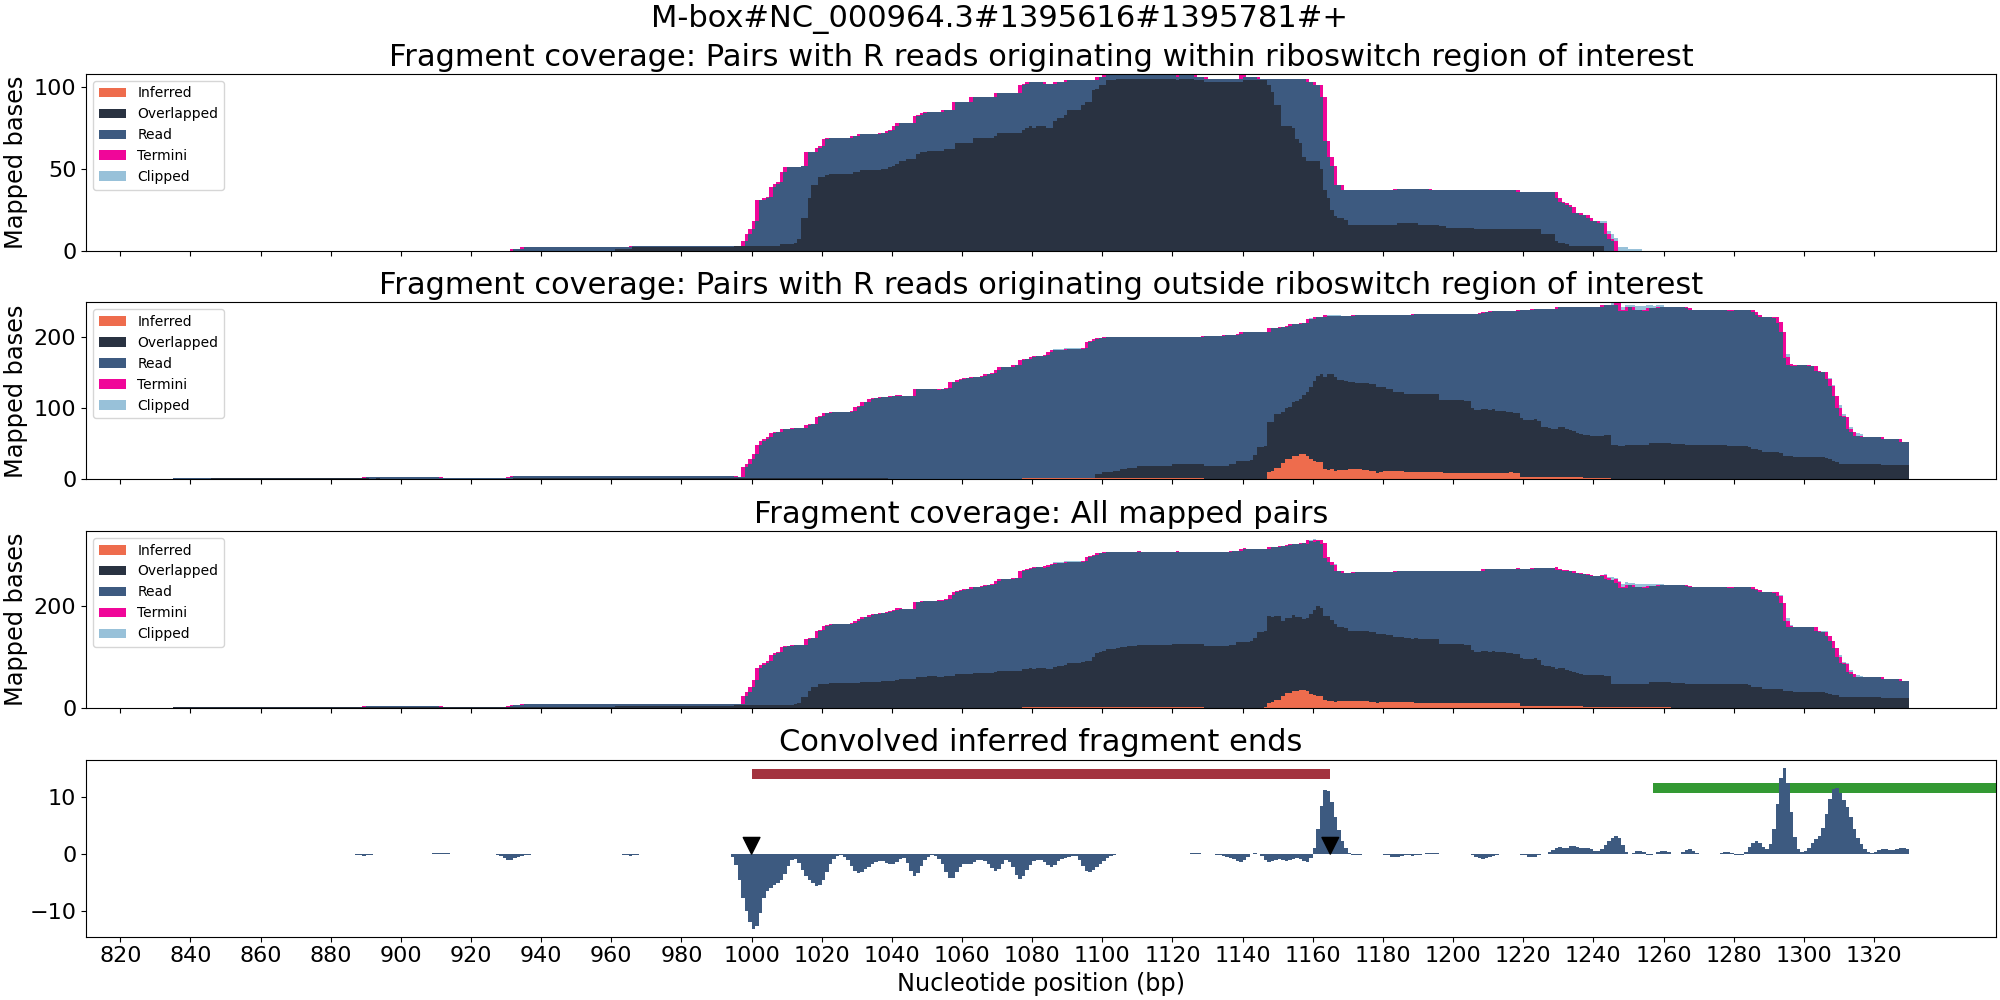 M-box#NC_000964.3#1395616#1395781#+
Fragment coverage: Pairs with R reads originating within riboswitch region of interest
Mapped bases
100
50
0
Inferred
Overlapped
Read
Termini
Clipped
Fragment coverage: Pairs with R reads originating outside riboswitch region of interest
Mapped bases
200
100
0
Inferred
Overlapped
Read
Termini
Clipped
Fragment coverage: All mapped pairs
Mapped bases
200
0
Inferred
Overlapped
Read
Termini
Clipped
Convolved inferred fragment ends
10
0
−10
820 840 860 880 900 920 940 960 980 1000 1020 1040 1060 1080 1100 1120 1140 1160 1180 1200 1220 1240 1260 1280 1300 1320
Nucleotide position (bp)